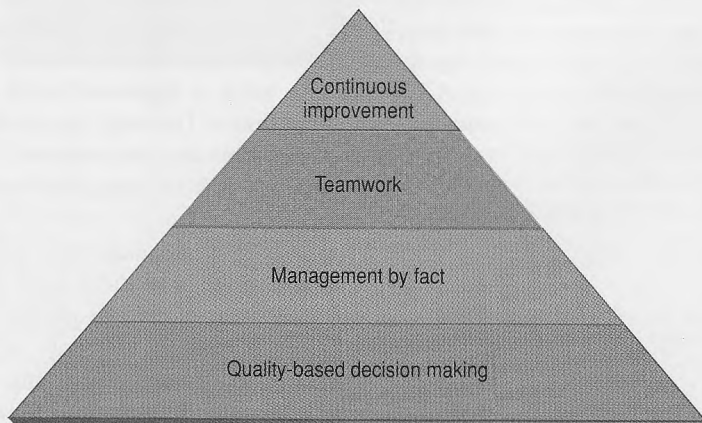 Continuous
improvement
Teamwork
Management by fact
Quality-based decision making